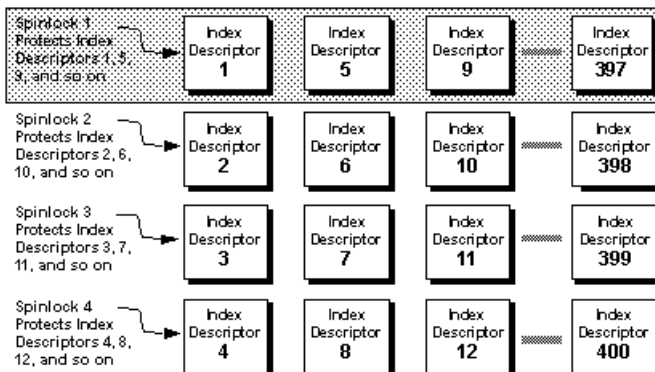 Spinlock 1
Protects Index
Descriptors 1, 5,
9, and so on
Index
Descriptor
1
Index
Descriptor
5
Index
Descriptor
9
Index
Descriptor
397
Spinlock 2
Protects Index
Descriptors 2, 6,
10, and so on
Index
Descriptor
2
Index
Descriptor
6
Index
Descriptor
10
Index
Descriptor
398
Spinlock 3
Protects Index
Descriptors 3, 7,
11, and so on
Index
Descriptor
3
Index
Descriptor
7
Index
Descriptor
11
Index
Descriptor
399
Spinlock 4
Protects Index
Descriptors 4, 8,
12, and so on
Index
Descriptor
4
Index
Descriptor
8
Index
Descriptor
12
Index
Descriptor
400